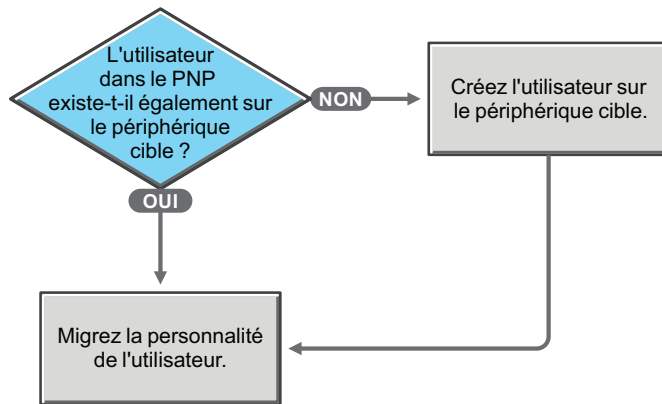 L'utilisateur
dans le PNP
existe-t-il également sur
le périphérique
cible ?
NON
Créez l'utilisateur sur
le périphérique cible.
OUI
Migrez la personnalité
de l'utilisateur.